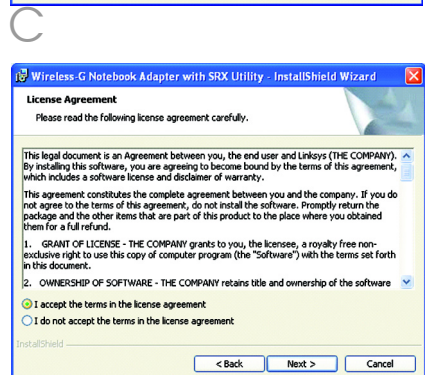 C
Wireless-G Notebook Adapter with SRX Utility - InstallShield Wizard
License Agreement
Please read the following license agreement carefully.
This legal document is an Agreement between you, the end user and Linksys (THE COMPANY).
By installing this software, you are agreeing to become bound by the terms of this agreement,
which includes a software license and disclaimer of warranty.
This agreement constitutes the complete agreement between you and the company. If you do
not agree to the terms of this agreement, do not install the software. Promptly return the
package and the other items that are part of this product to the place where you obtained
them for a full refund.
1. GRANT OF LICENSE - THE COMPANY grants to you, the licensee, a royalty free non-
exclusive right to use this copy of computer program (the "Software") with the terms set forth
in this document.
2. OWNERSHIP OF SOFTWARE - THE COMPANY retains title and ownership of the software
I accept the terms in the license agreement
I do not accept the terms in the license agreement
InstallShield
< Back Next > Cancel